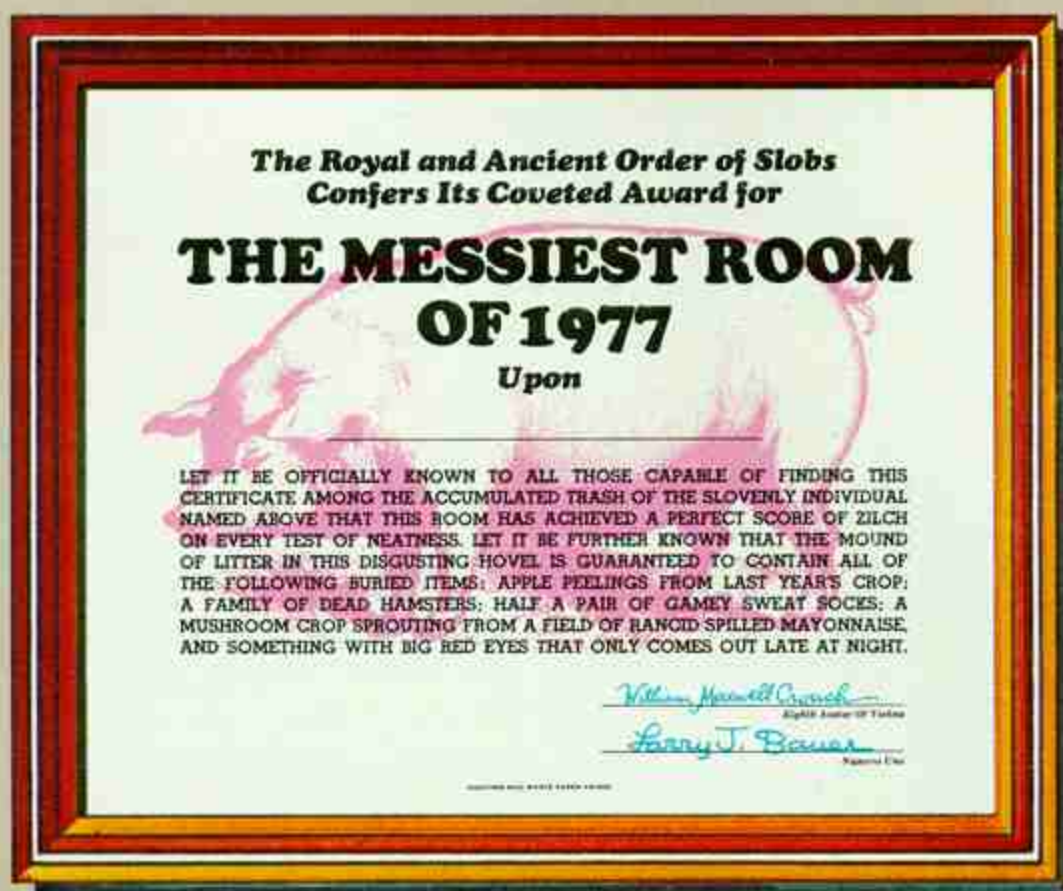 The Royal and Ancient Order of Slobs
Confers Its Coveted Award for
THE MESSIEST ROOM
OF 1977
Upon
LET IT BE OFFICIALLY KNOWN TO ALL THOSE CAPABLE OF FINDING THIS
CERTIFICATE AMONG THE ACCUMULATED TRASH OF THE SLOVENLY INDIVIDUAL
NAMED ABOVE THAT THIS ROOM HAS ACHIEVED A PERFECT SCORE OF ZILCH
ON EVERY TEST OF NEATNESS. LET IT BE FURTHER KNOWN THAT THE MOUND
OF LITTER IN THIS DISGUSTING HOVEL IS GUARANTEED TO CONTAIN ALL OF
THE FOLLOWING BURIED ITEMS: APPLE PEELINGS FROM LAST YEAR'S CROP;
A FAMILY OF DEAD HAMSTERS; HALF A PAIR OF GAMEY SWEAT SOCKS; A
MUSHROOM CROP SPROUTING FROM A FIELD OF RANCID SPILLED MAYONNAISE,
AND SOMETHING WITH BIG RED EYES THAT ONLY COMES OUT LATE AT NIGHT.
William Maxwell Crouch
Eighth Avatar Of Vishnu
Larry J. Bauer
Numero Uno